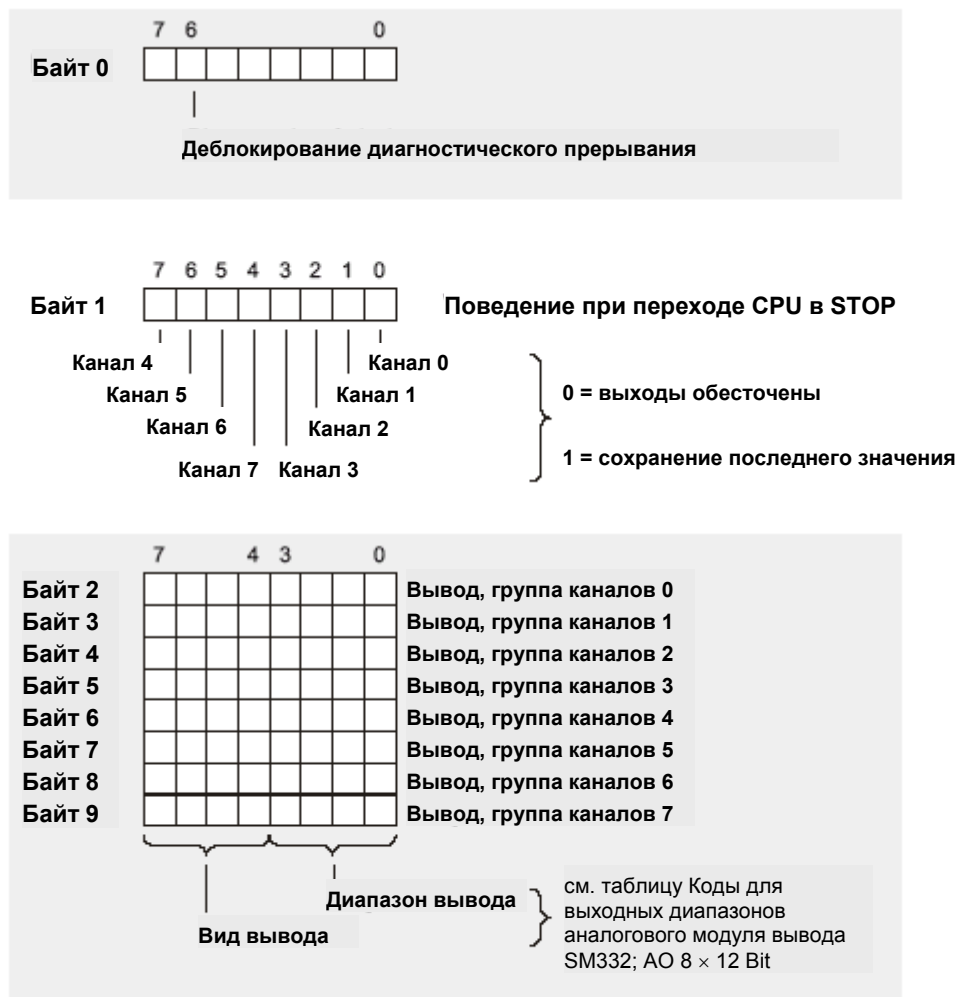 7 6 0
Байт 0
Деблокирование диагностического прерывания
7 6 5 4 3 2 1 0
Байт 1
Поведение при переходе CPU в STOP
Канал 4
Канал 0
Канал 5
Канал 1
Канал 6
Канал 2
Канал 7
Канал 3
0 = выходы обесточены
1 = сохранение последнего значения
7 4 3 0
Байт 2 Вывод, группа каналов 0
Байт 3 Вывод, группа каналов 1
Байт 4 Вывод, группа каналов 2
Байт 5 Вывод, группа каналов 3
Байт 6 Вывод, группа каналов 4
Байт 7 Вывод, группа каналов 5
Байт 8 Вывод, группа каналов 6
Байт 9 Вывод, группа каналов 7
Диапазон вывода
Вид вывода
см. таблицу Коды для
выходных диапазонов
аналогового модуля вывода
SM332; AO 8 × 12 Bit